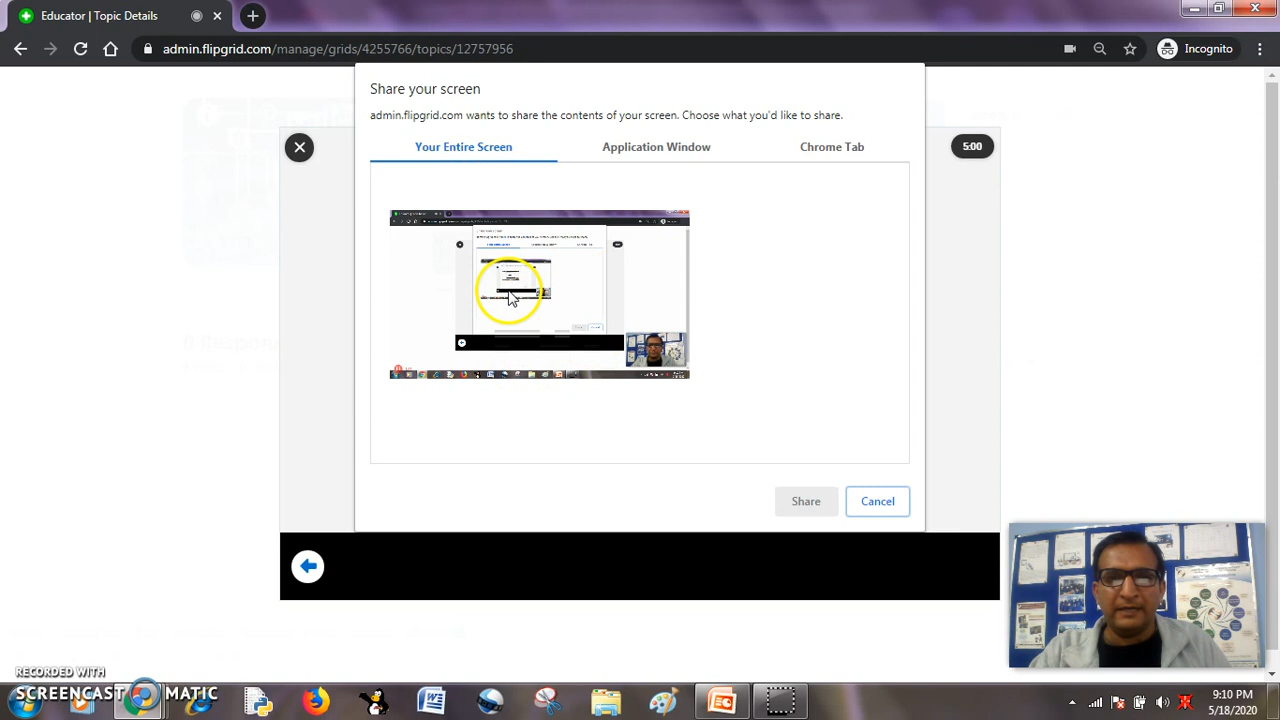 Educator | Topic Details
admin.flipgrid.com/manage/grids/4255766/topics/12757956
Incognito
Share your screen
admin.flipgrid.com wants to share the contents of your screen. Choose what you'd like to share.
Your Entire Screen
Application Window
Chrome Tab
5:00
Share
Cancel
RECORDED WITH
SCREENCAST MATIC
9:10 PM
5/18/2020